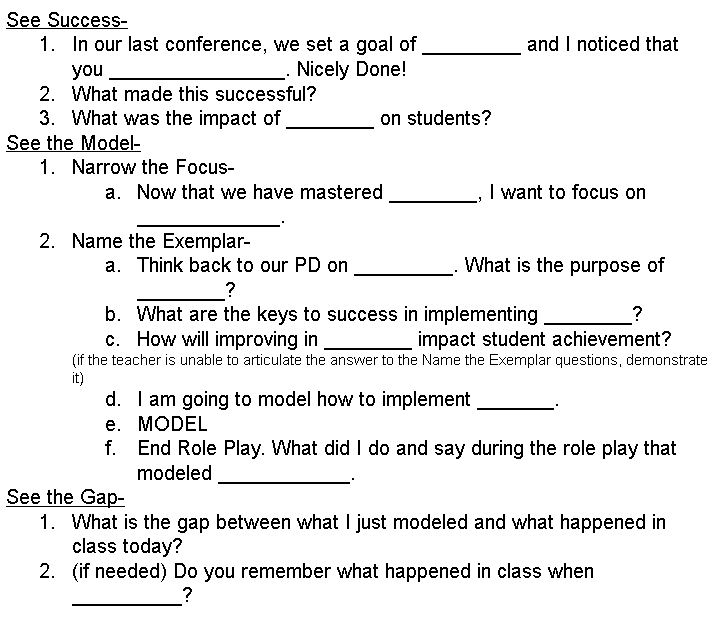 See Success-
1. In our last conference, we set a goal of _________ and I noticed that
you ________________. Nicely Done!
2. What made this successful?
3. What was the impact of ________ on students?
See the Model-
1. Narrow the Focus-
a. Now that we have mastered ________, I want to focus on
_____________.
2. Name the Exemplar-
a. Think back to our PD on _________. What is the purpose of
________?
b. What are the keys to success in implementing ________?
c. How will improving in ________ impact student achievement?
(if the teacher is unable to articulate the answer to the Name the Exemplar questions, demonstrate
it)
d. I am going to model how to implement _______.
e. MODEL
f. End Role Play. What did I do and say during the role play that
modeled ____________.
See the Gap-
1. What is the gap between what I just modeled and what happened in
class today?
2. (if needed) Do you remember what happened in class when
__________?